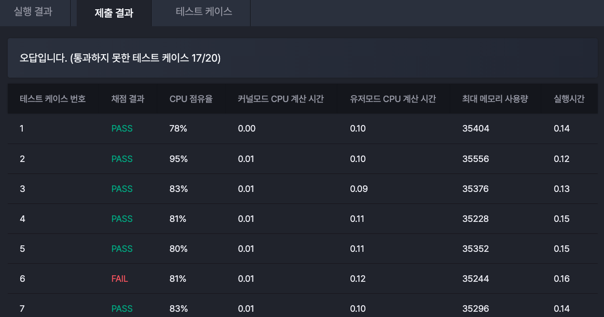 실행 결과 제출 결과 테스트 케이스
오답입니다. (통과하지 못한 테스트 케이스 17/20)
테스트 케이스 번호 채점 결과 CPU 점유율 커널모드 CPU 계산 시간 유저모드 CPU 계산 시간 최대 메모리 사용량 실행시간
1 PASS 78% 0.00 0.10 35404 0.14
2 PASS 95% 0.01 0.10 35556 0.12
3 PASS 83% 0.01 0.09 35376 0.13
4 PASS 81% 0.01 0.11 35228 0.15
5 PASS 80% 0.01 0.11 35352 0.15
6 FAIL 81% 0.01 0.12 35244 0.16
7 PASS 83% 0.01 0.10 35296 0.14